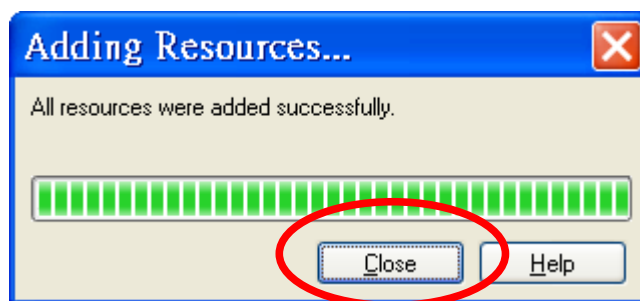 Adding Resources...
All resources were added successfully.
Close Help